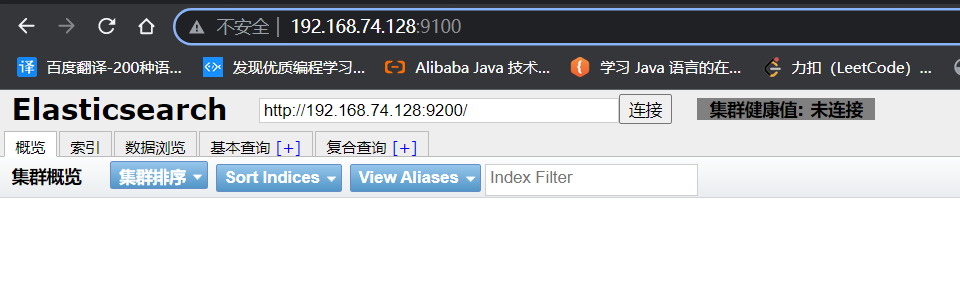 不安全 | 192.168.74.128:9100
百度翻译-200种语... 发现优质编程学习... Alibaba Java 技术... 学习 Java 语言的在... 力扣（LeetCode）...
Elasticsearch http://192.168.74.128:9200/ 连接 集群健康值: 未连接
概览 索引 数据浏览 基本查询 [+] 复合查询 [+]
集群概览 集群排序 Sort Indices View Aliases Index Filter